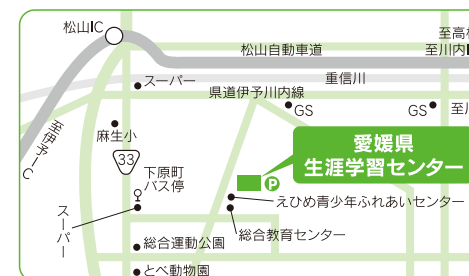 松山IC
至高
松山自動車道
至川内I
スーパー
重信川
県道伊予川内線
GS
GS
至
麻生小
至伊予IC
33
愛媛県
生涯学習センター
下原町
バス停
P
えひめ青少年ふれあいセンター
スーパー
総合運動公園
総合教育センター
とべ動物園